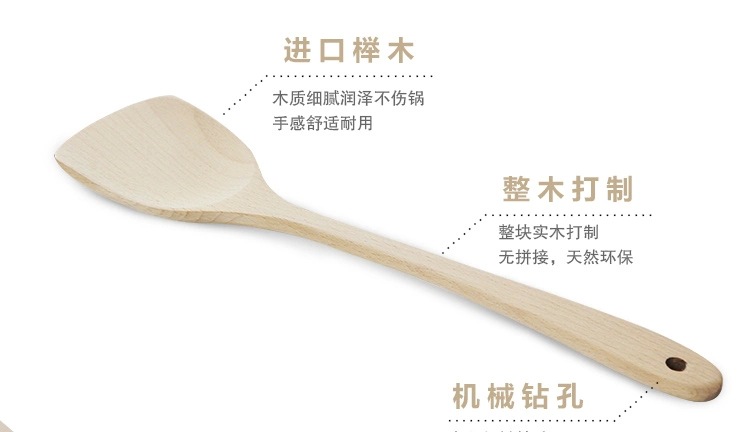 进口榉木
木质细腻润泽不伤锅
手感舒适耐用
整木打制
整块实木打制
无拼接，天然环保
机械钻孔